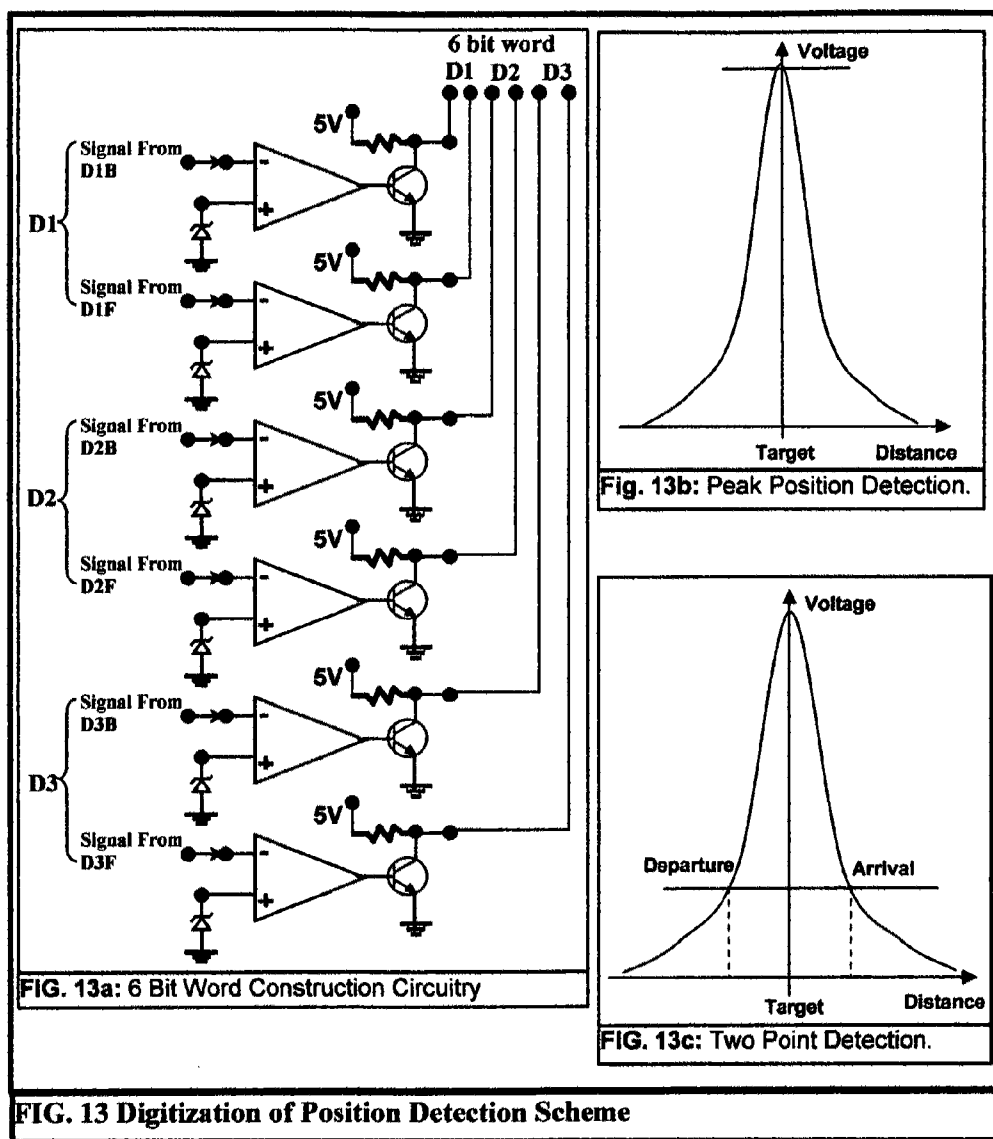 6 bit word
D1 D2 D3
5V
Signal From
D1B
-
+
D1
5V
Signal From
D1F
-
+
5V
Signal From
D2B
-
+
D2
5V
Signal From
D2F
-
+
5V
Signal From
D3B
-
+
D3
5V
Signal From
D3F
-
+
FIG. 13a: 6 Bit Word Construction Circuitry
Voltage
Target Distance
Fig. 13b: Peak Position Detection.
Voltage
Departure Arrival
Target Distance
FIG. 13c: Two Point Detection.
FIG. 13 Digitization of Position Detection Scheme